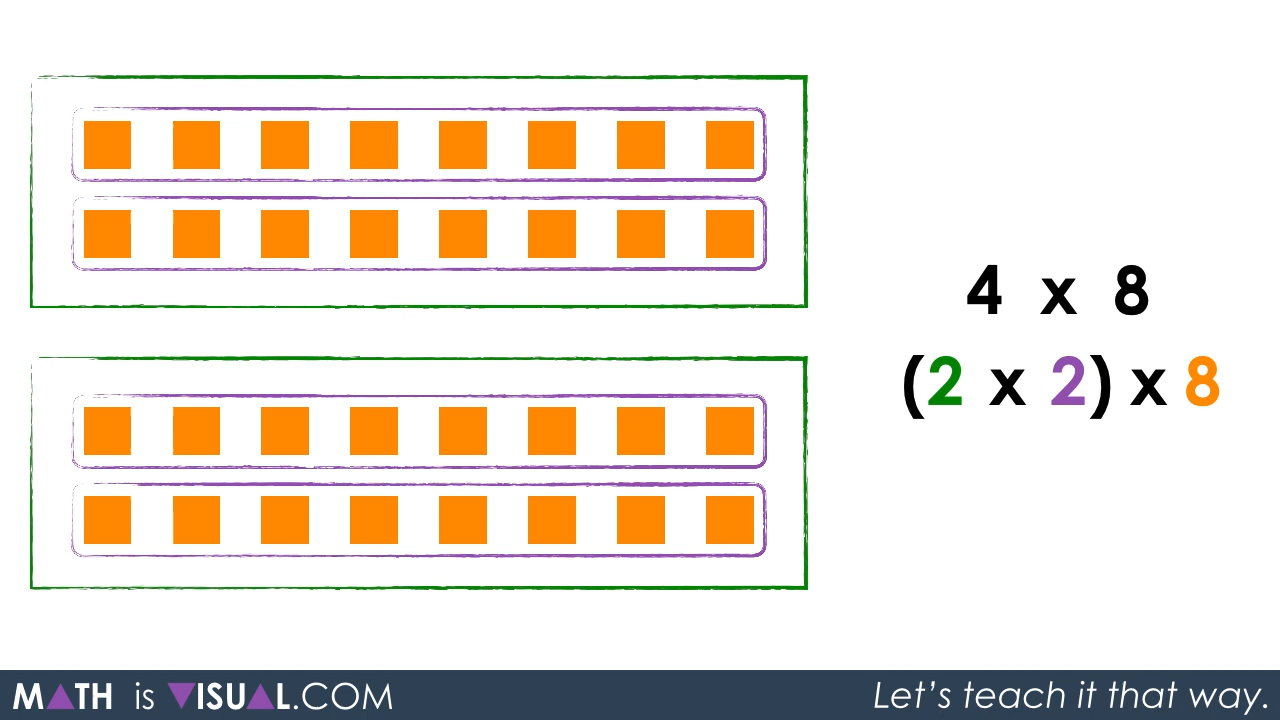 4 x 8
(2 x 2) x 8
MATH is VISUAL.COM
Let's teach it that way.